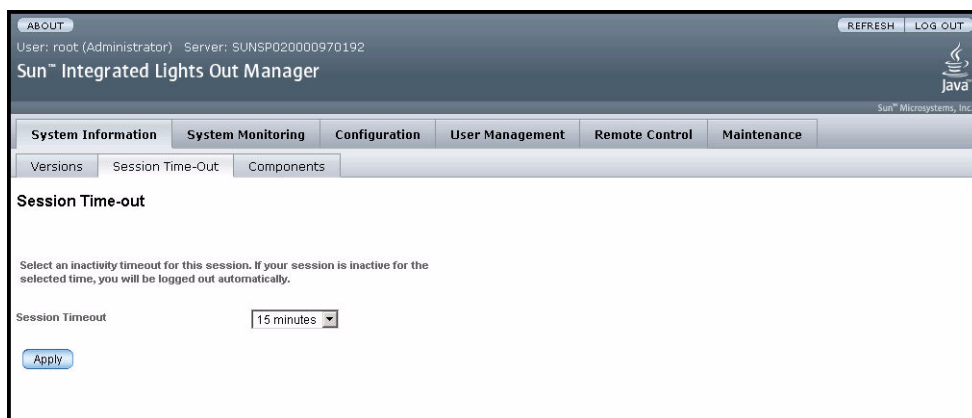 ABOUT
REFRESH LOG OUT
User: root (Administrator) Server: SUNSP020000970192
Sun™ Integrated Lights Out Manager
Java™
Sun™ Microsystems, Inc.
System Information System Monitoring Configuration User Management Remote Control Maintenance
Versions Session Time-Out Components
Session Time-out
Select an inactivity timeout for this session. If your session is inactive for the
selected time, you will be logged out automatically.
Session Timeout 15 minutes
Apply